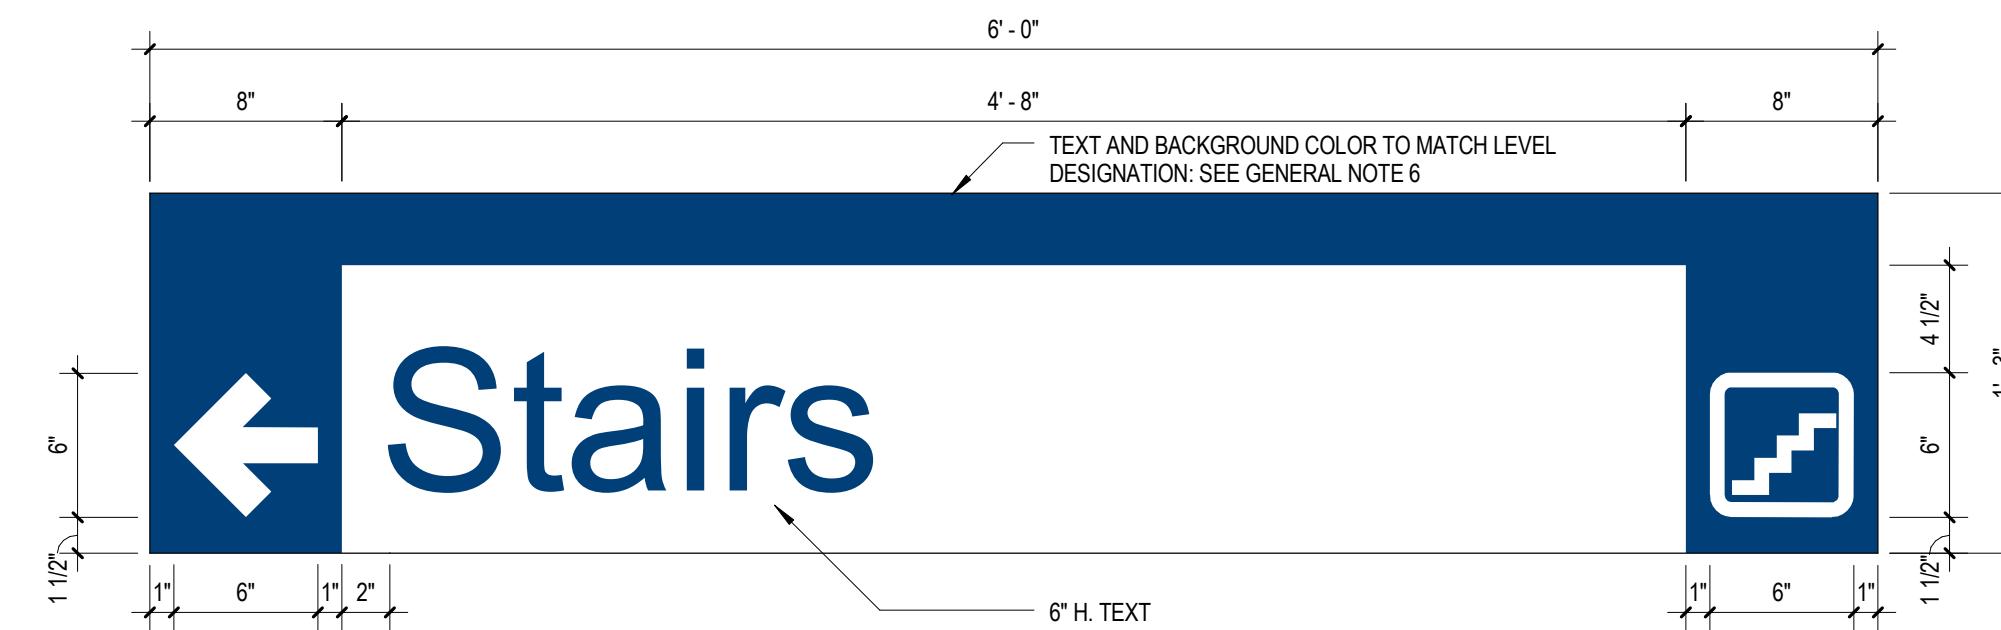 6' - 0"
8" 4' - 8" 8"
TEXT AND BACKGROUND COLOR TO MATCH LEVEL
DESIGNATION: SEE GENERAL NOTE 6
4 1/2"
Stairs
6" 6"
1 1/2" 1 1/2"
1" 6" 1" 2" 1" 6" 1"
6" H. TEXT